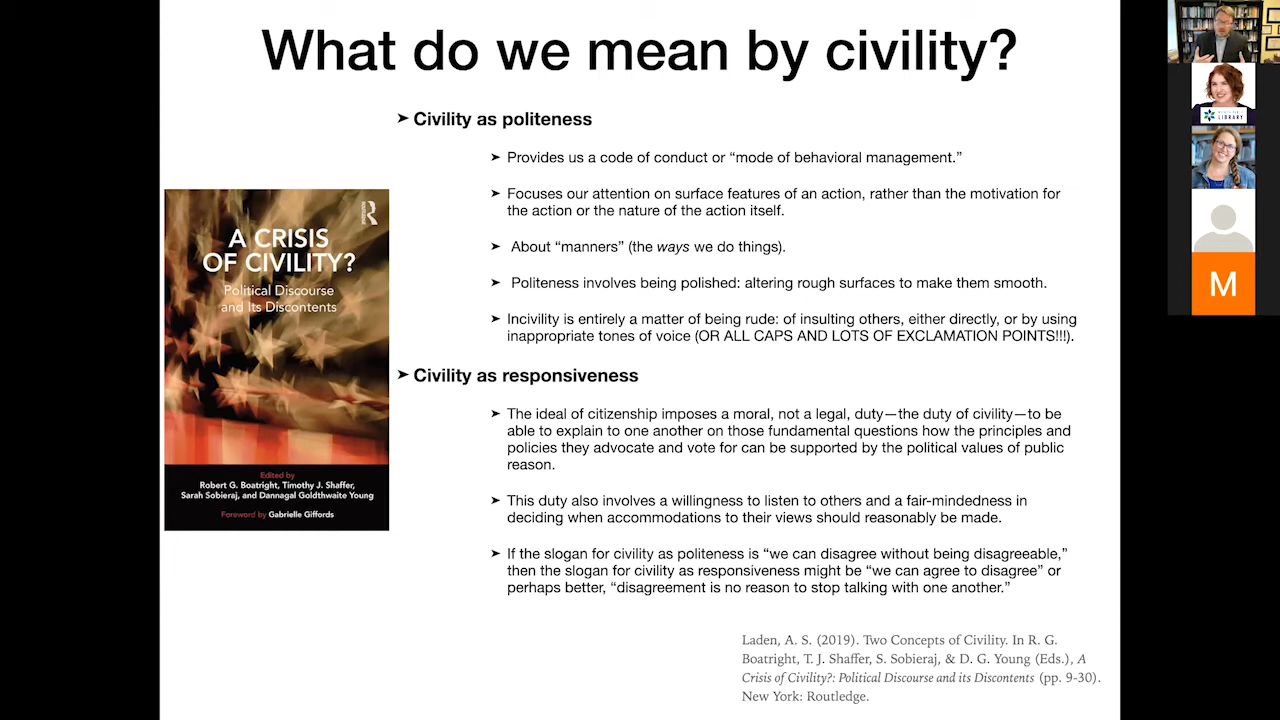 What do we mean by civility?
➤ Civility as politeness
➤ Provides us a code of conduct or “mode of behavioral management.”
➤ Focuses our attention on surface features of an action, rather than the motivation for
the action or the nature of the action itself.
➤ About “manners” (the ways we do things).
➤ Politeness involves being polished: altering rough surfaces to make them smooth.
➤ Incivility is entirely a matter of being rude: of insulting others, either directly, or by using
inappropriate tones of voice (OR ALL CAPS AND LOTS OF EXCLAMATION POINTS!!!).
➤ Civility as responsiveness
➤ The ideal of citizenship imposes a moral, not a legal, duty—the duty of civility—to be
able to explain to one another on those fundamental questions how the principles and
policies they advocate and vote for can be supported by the political values of public
reason.
➤ This duty also involves a willingness to listen to others and a fair-mindedness in
deciding when accommodations to their views should reasonably be made.
➤ If the slogan for civility as politeness is “we can disagree without being disagreeable,”
then the slogan for civility as responsiveness might be “we can agree to disagree” or
perhaps better, “disagreement is no reason to stop talking with one another.”
Laden, A. S. (2019). Two Concepts of Civility. In R. G.
Boatright, T. J. Shaffer, S. Sobieraj, & D. G. Young (Eds.), A
Crisis of Civility?: Political Discourse and its Discontents (pp. 9-30).
New York: Routledge.
A CRISIS
OF CIVILITY?
Political Discourse
and Its Discontents
Edited by
Robert G. Boatright, Timothy J. Shaffer,
Sarah Sobieraj, and Dannagal Goldthwaite Young
Foreword by Gabrielle Giffords
LIBRARY
M